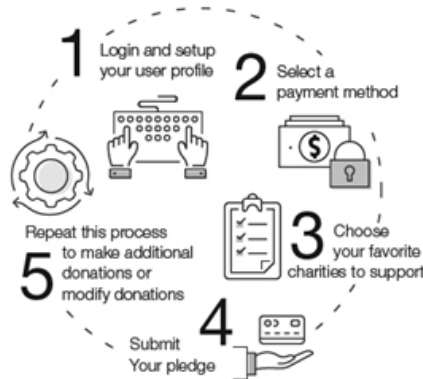 1
Login and setup
your user profile
2
Select a
payment method
$
3
Choose
your favorite
charities to support
4
Submit
Your pledge
5
Repeat this process
to make additional
donations or
modify donations